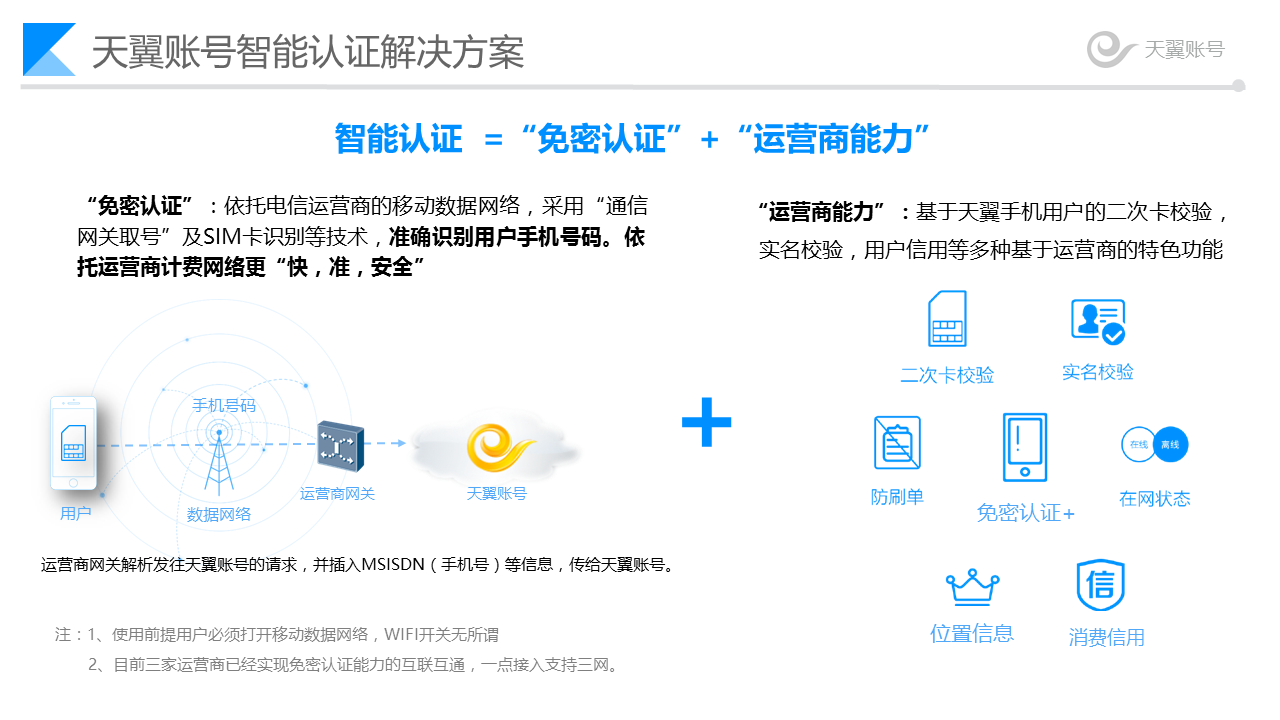 天翼账号智能认证解决方案
天翼账号
智能认证 =“免密认证”+“运营商能力”
“免密认证”：依托电信运营商的移动数据网络，采用“通信
网关取号”及SIM卡识别等技术，准确识别用户手机号码。依
托运营商计费网络更“快，准，安全”
“运营商能力”：基于天翼手机用户的二次卡校验，
实名校验，用户信用等多种基于运营商的特色功能
手机号码
用户
数据网络
运营商网关
天翼账号
运营商网关解析发往天翼账号的请求，并插入MSISDN（手机号）等信息，传给天翼账号。
注：1、使用前提用户必须打开移动数据网络，WIFI开关无所谓
2、目前三家运营商已经实现免密认证能力的互联互通，一点接入支持三网。
二次卡校验
实名校验
防刷单
免密认证+
在线
离线
在网状态
位置信息
信
消费信用